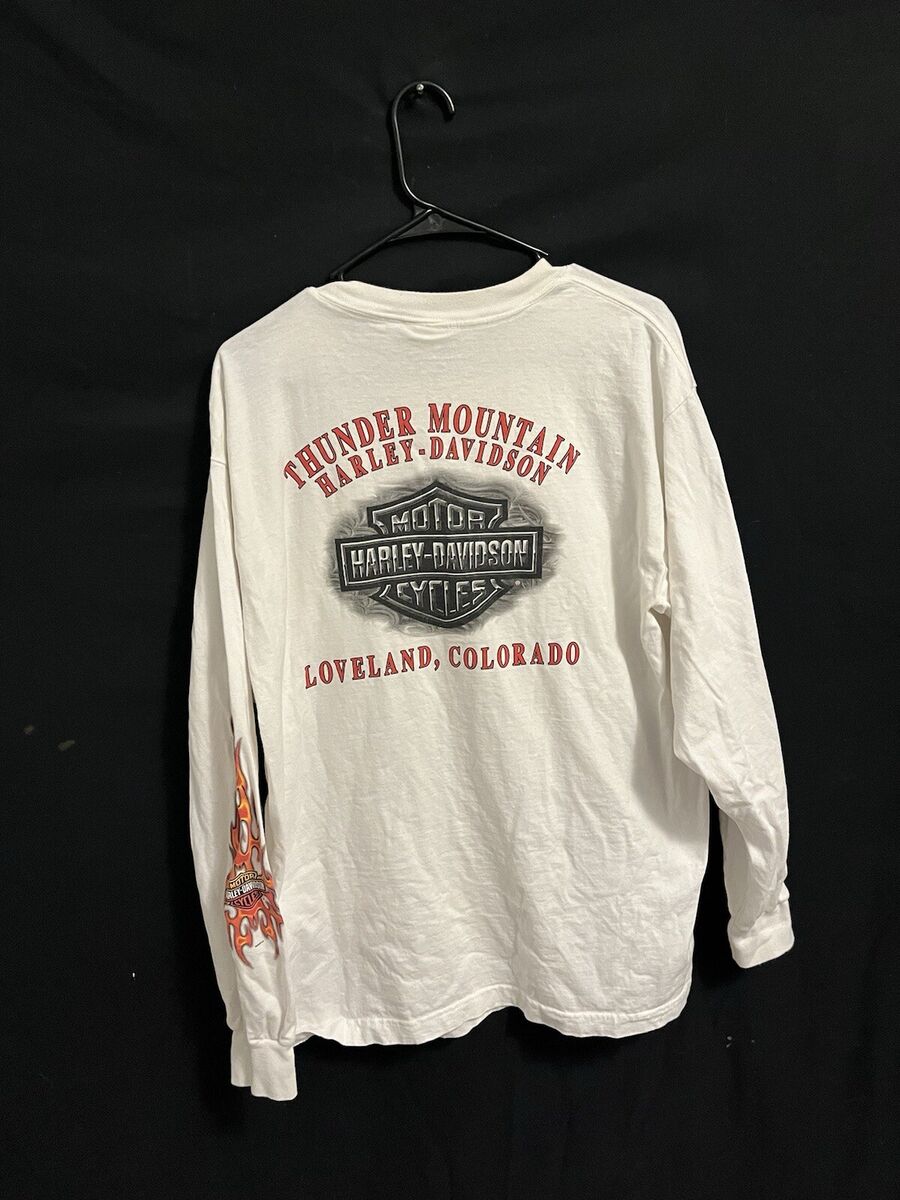 THUNDER MOUNTAIN
HARLEY-DAVIDSON
MOTOR
HARLEY-DAVIDSON
CYCLES
LOVELAND, COLORADO
MOTOR
HARLEY-DAVIDSON
CYCLES